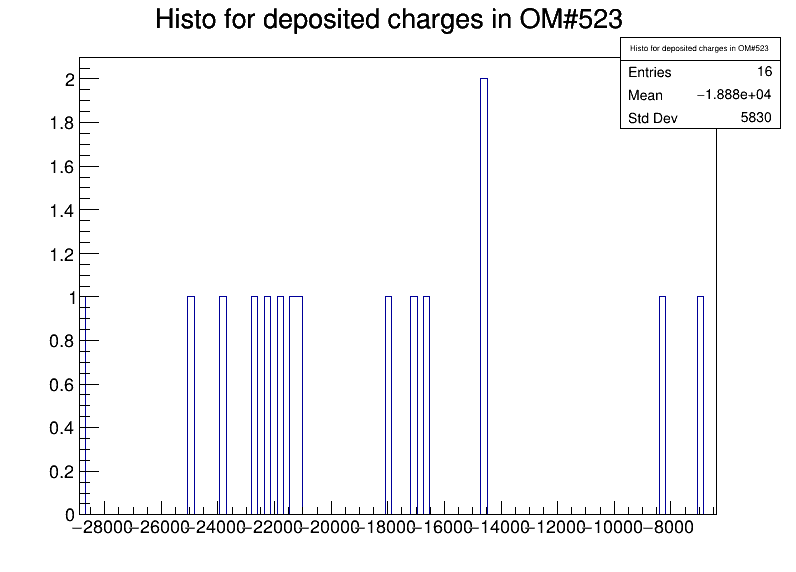 Histo for deposited charges in OM#523
Histo for deposited charges in OM#523
Entries 16
Mean −1.888e+04
Std Dev 5830
2
1.8
1.6
1.4
1.2
1
0.8
0.6
0.4
0.2
0
−28000 −26000 −24000 −22000 −20000 −18000 −16000 −14000 −12000 −10000 −8000